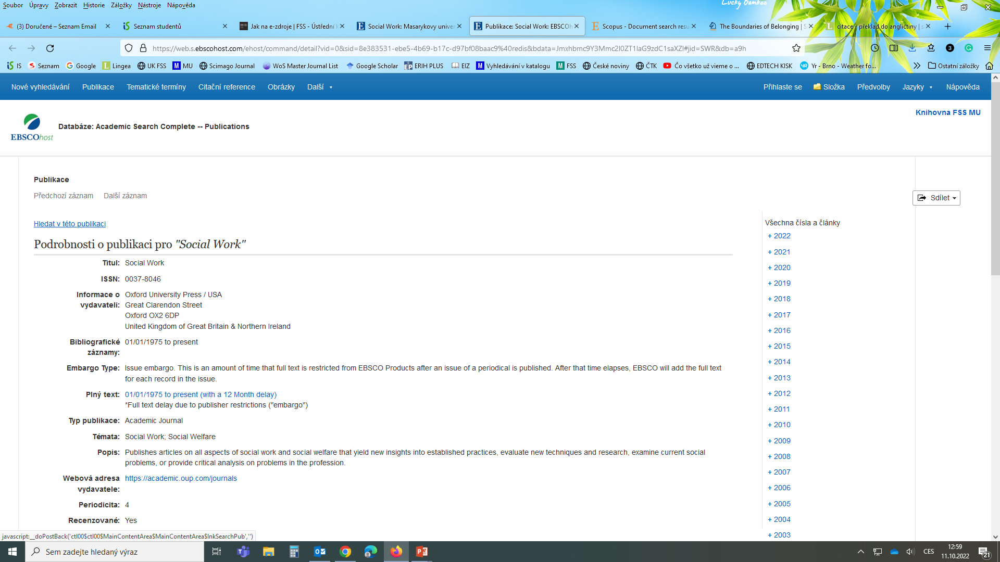 Lucky Bamboo
Soubor Úpravy Zobrazit Historie Záložky Nástroje Nápověda
(3) Doručené – Seznam Email
Seznam studentů
Jak na e-zdroje | FSS - Ústřední k
Social Work: Masarykovy univer
Publikace: Social Work: EBSCOh
Scopus - Document search resu
The Boundaries of Belonging | S
citace - překlad do angličtiny | s
https://web.s.ebscohost.com/ehost/command/detail?vid=0&sid=8e383531-ebe5-4b69-b17c-d97bf08baac9%40redis&bdata=Jmxhbmc9Y3Mmc2l0ZT1laG9zdC1saXZl#jid=SWR&db=a9h
IS Seznam Google Lingea UK FSS MU Scimago Journal WoS Master Journal List Google Scholar ERIH PLUS EIZ Vyhledávání v katalogu FSS České noviny ČTK Čo všetko už vieme o ... EDTECH KISK Yr - Brno - Weather fo... Ostatní záložky
Nové vyhledávání Publikace Tematické termíny Citační reference Obrázky Další
Přihlaste se Složka Předvolby Jazyky Nápověda
Knihovna FSS MU
EBSCOhost
Databáze: Academic Search Complete -- Publications
Publikace
Předchozí záznam Další záznam
Sdílet
Hledat v této publikaci
Podrobnosti o publikaci pro "Social Work"
Titul: Social Work
ISSN: 0037-8046
Informace o vydavateli: Oxford University Press / USA
Great Clarendon Street
Oxford OX2 6DP
United Kingdom of Great Britain & Northern Ireland
Bibliografické záznamy: 01/01/1975 to present
Embargo Type: Issue embargo. This is an amount of time that full text is restricted from EBSCO Products after an issue of a periodical is published. After that time elapses, EBSCO will add the full text
for each record in the issue.
Plný text: 01/01/1975 to present (with a 12 Month delay)
*Full text delay due to publisher restrictions ("embargo")
Typ publikace: Academic Journal
Témata: Social Work; Social Welfare
Popis: Publishes articles on all aspects of social work and social welfare that yield new insights into established practices, evaluate new techniques and research, examine current social
problems, or provide critical analysis on problems in the profession.
Webová adresa vydavatele: https://academic.oup.com/journals
Periodicita: 4
Recenzované: Yes
Všechna čísla a články
+ 2022
+ 2021
+ 2020
+ 2019
+ 2018
+ 2017
+ 2016
+ 2015
+ 2014
+ 2013
+ 2012
+ 2011
+ 2010
+ 2009
+ 2008
+ 2007
+ 2006
+ 2005
+ 2004
+ 2003
javascript:__doPostBack('ctl00$ctl00$MainContentArea$MainContentArea$lnkSearchPub','')
Sem zadejte hledaný výraz
CES
12:59
11.10.2022
21